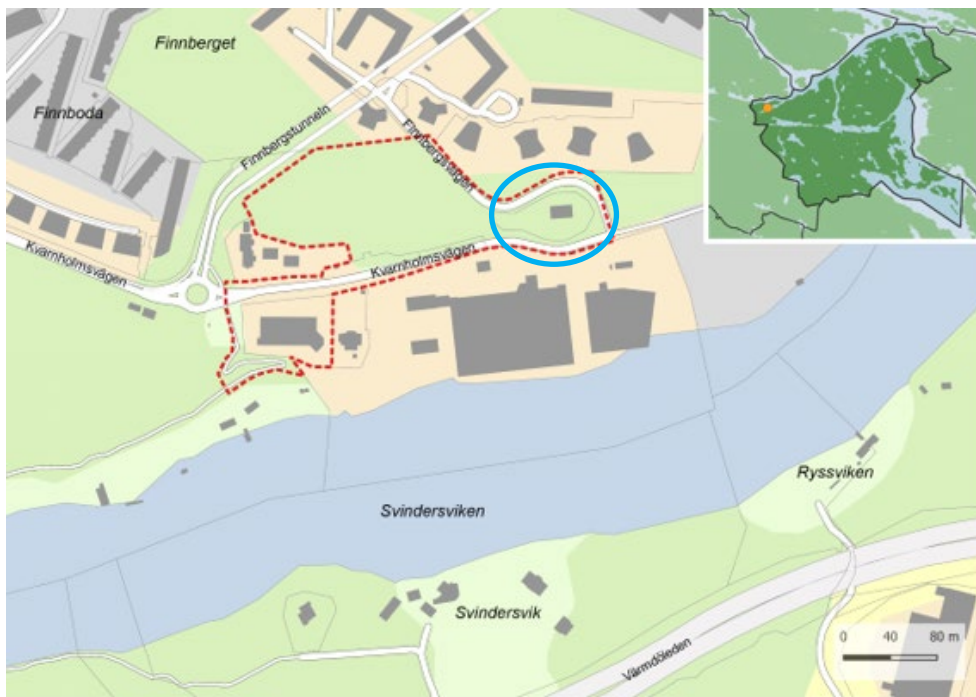 Finnberget
Finnboda
Finnbergstunneln
Finnbergsvägen
Kvarnholmsvägen
Kvarnholmsvägen
Ryssviken
Svindersviken
Svindersvik
Värmdöleden
0 40 80 m